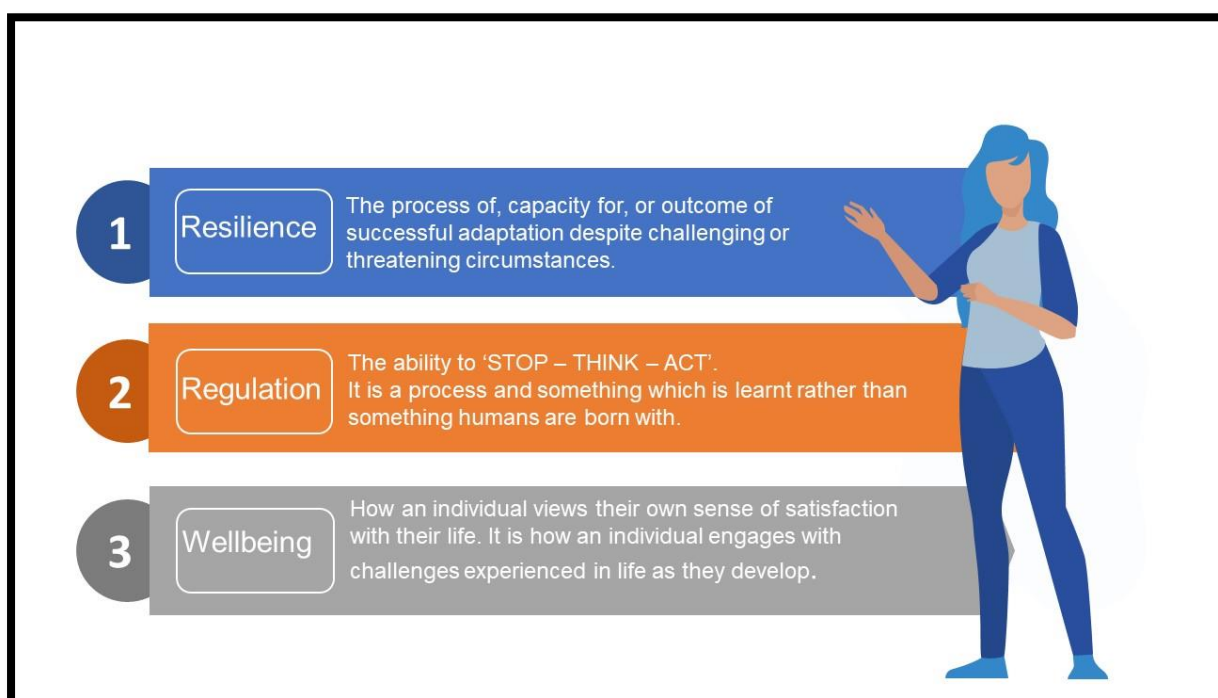 1
Resilience
The process of, capacity for, or outcome of
successful adaptation despite challenging or
threatening circumstances.
2
Regulation
The ability to ‘STOP – THINK – ACT’.
It is a process and something which is learnt rather than
something humans are born with.
3
Wellbeing
How an individual views their own sense of satisfaction
with their life. It is how an individual engages with
challenges experienced in life as they develop.